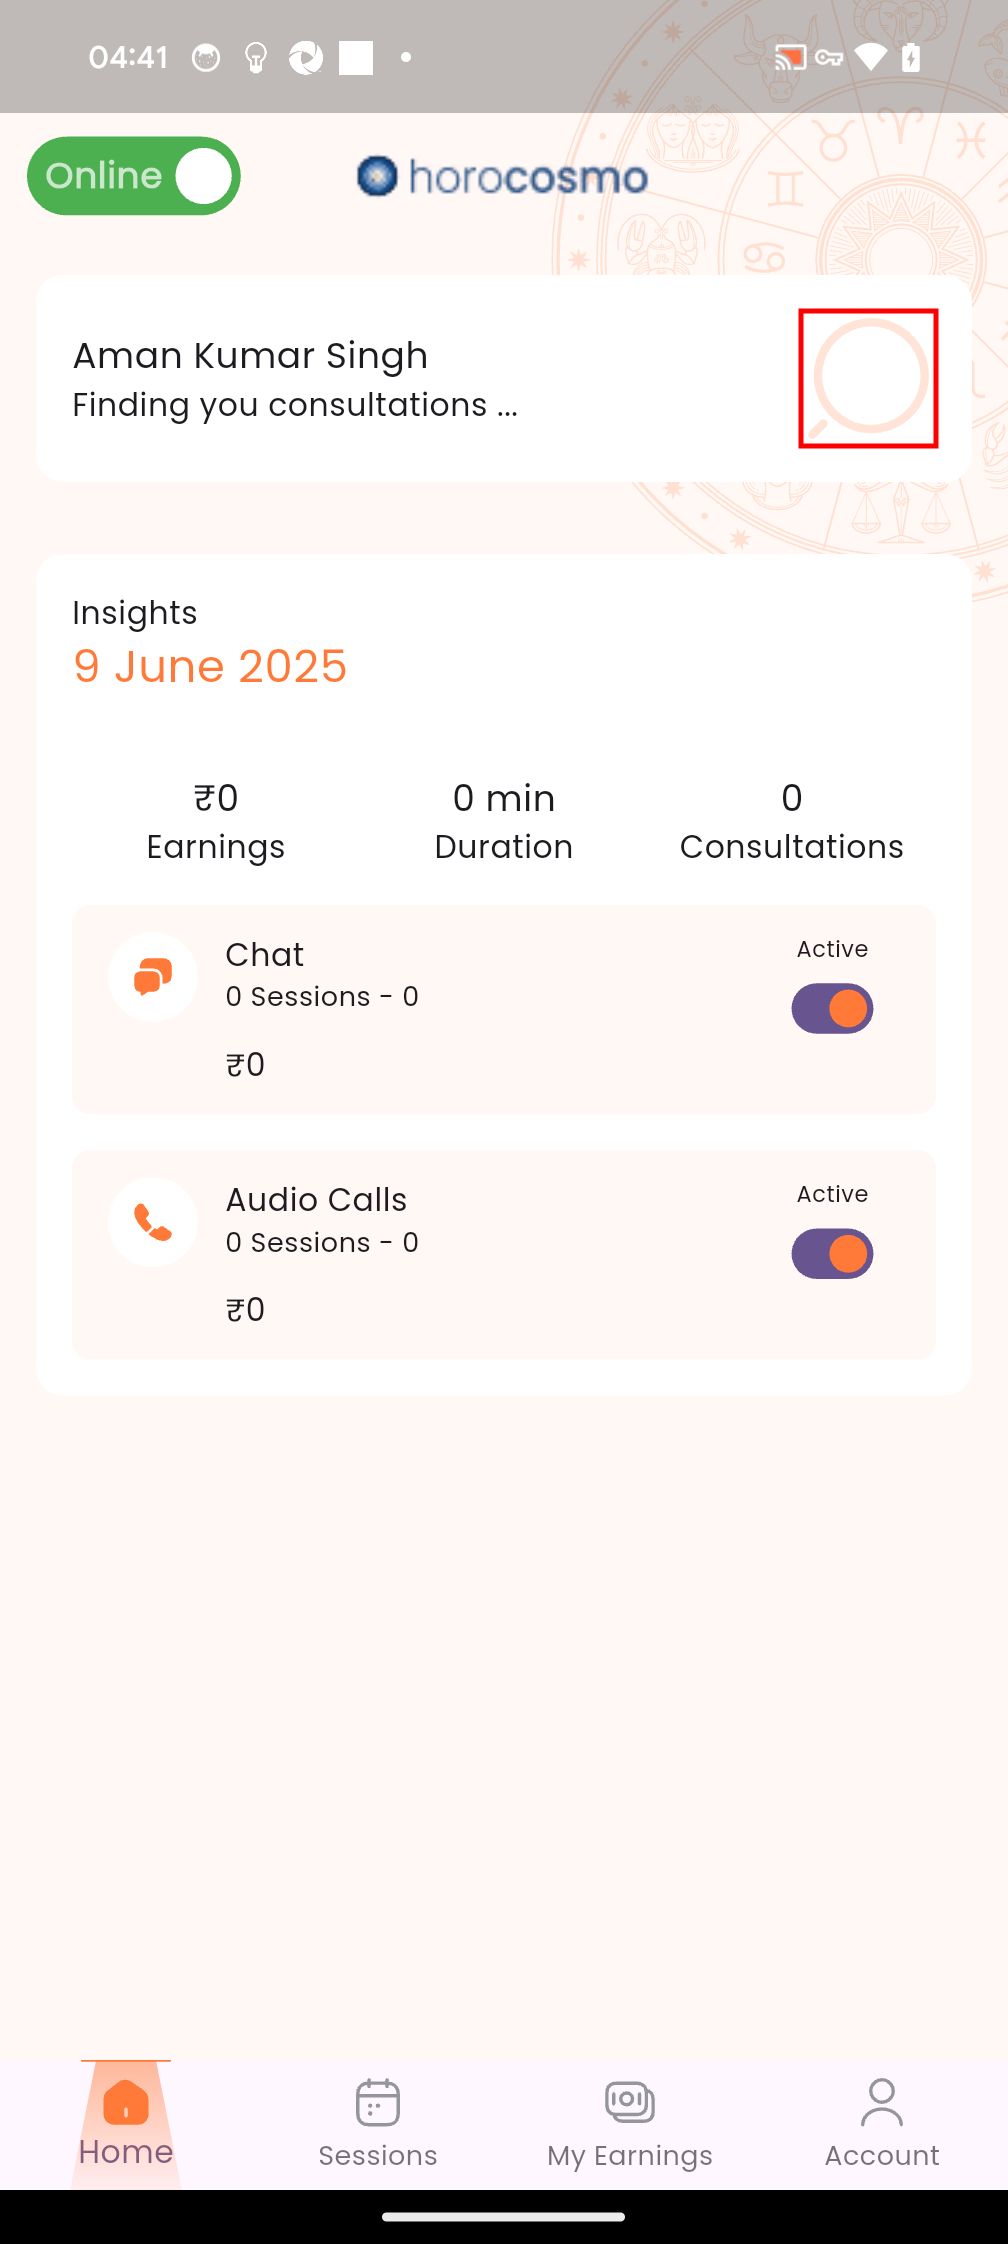 04:41
Online
horocosmo
Aman Kumar Singh
Finding you consultations ...
Insights
9 June 2025
₹0
Earnings
0 min
Duration
0
Consultations
Chat
0 Sessions - 0
₹0
Active
Audio Calls
0 Sessions - 0
₹0
Active
Home
Sessions
My Earnings
Account